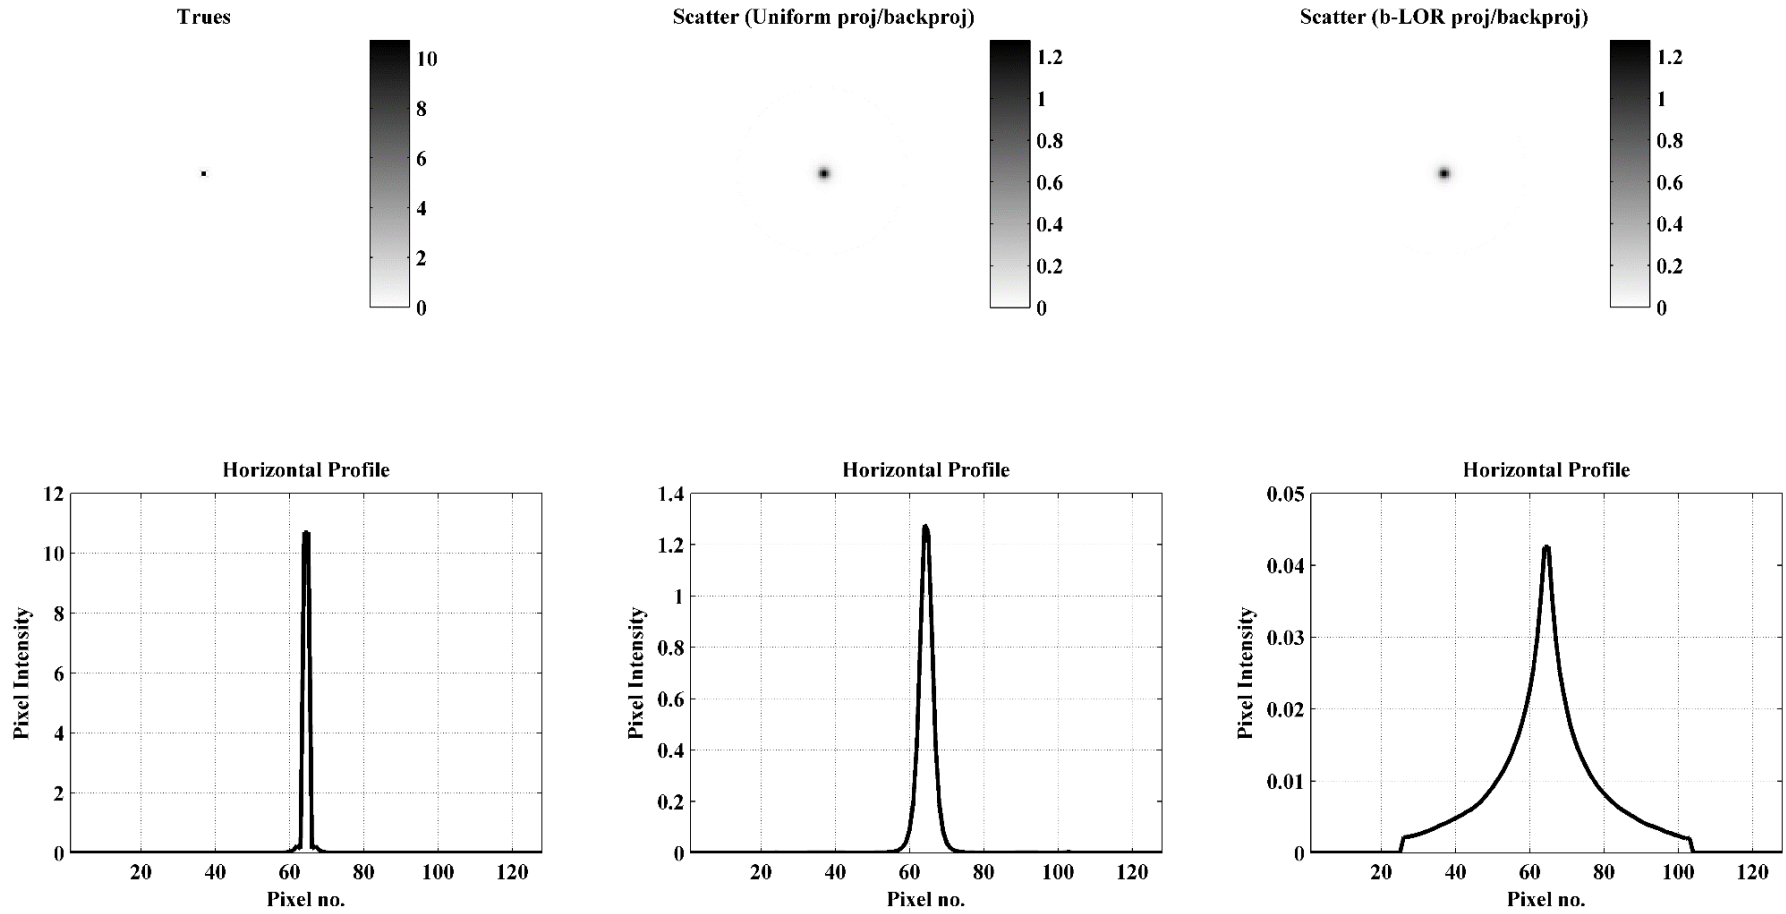 Trues
10
8
6
4
2
0
Scatter (Uniform proj/backproj)
1.2
1
0.8
0.6
0.4
0.2
0
Scatter (b-LOR proj/backproj)
1.2
1
0.8
0.6
0.4
0.2
0
Horizontal Profile
12
10
8
6
4
2
0
Pixel Intensity
20 40 60 80 100 120
Pixel no.
Horizontal Profile
1.4
1.2
1
0.8
0.6
0.4
0.2
0
Pixel Intensity
20 40 60 80 100 120
Pixel no.
Horizontal Profile
0.05
0.04
0.03
0.02
0.01
0
Pixel Intensity
20 40 60 80 100 120
Pixel no.